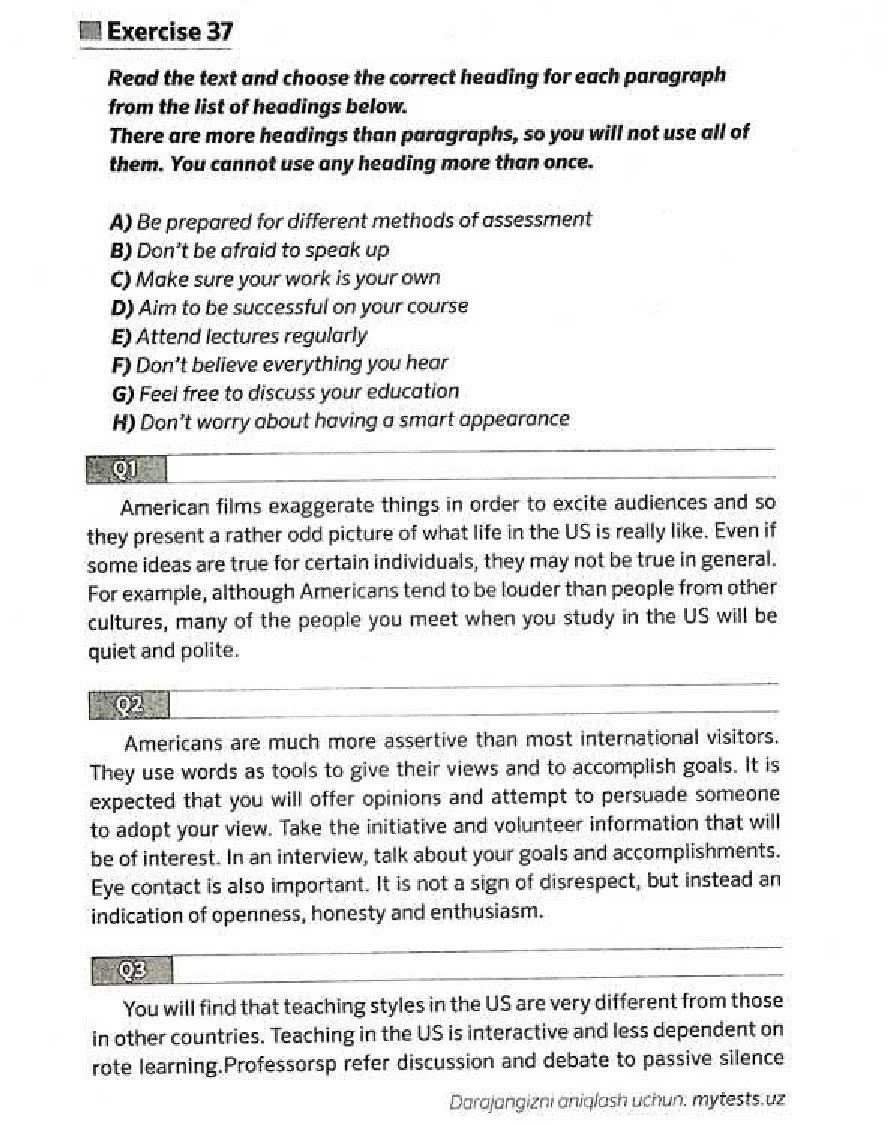 Exercise 37
Read the text and choose the correct heading for each paragraph
from the list of headings below.
There are more headings than paragraphs, so you will not use all of
them. You cannot use any heading more than once.
A) Be prepared for different methods of assessment
B) Don't be afraid to speak up
C) Make sure your work is your own
D) Aim to be successful on your course
E) Attend lectures regularly
F) Don't believe everything you hear
G) Feel free to discuss your education
H) Don't worry about having a smart appearance
Q1
American films exaggerate things in order to excite audiences and so
they present a rather odd picture of what life in the US is really like. Even if
some ideas are true for certain individuals, they may not be true in general.
For example, although Americans tend to be louder than people from other
cultures, many of the people you meet when you study in the US will be
quiet and polite.
Q2
Americans are much more assertive than most international visitors.
They use words as tools to give their views and to accomplish goals. It is
expected that you will offer opinions and attempt to persuade someone
to adopt your view. Take the initiative and volunteer information that will
be of interest. In an interview, talk about your goals and accomplishments.
Eye contact is also important. It is not a sign of disrespect, but instead an
indication of openness, honesty and enthusiasm.
Q3
You will find that teaching styles in the US are very different from those
in other countries. Teaching in the US is interactive and less dependent on
rote learning.Professorsp refer discussion and debate to passive silence
Darajangizni aniqlash uchun. mytests.uz